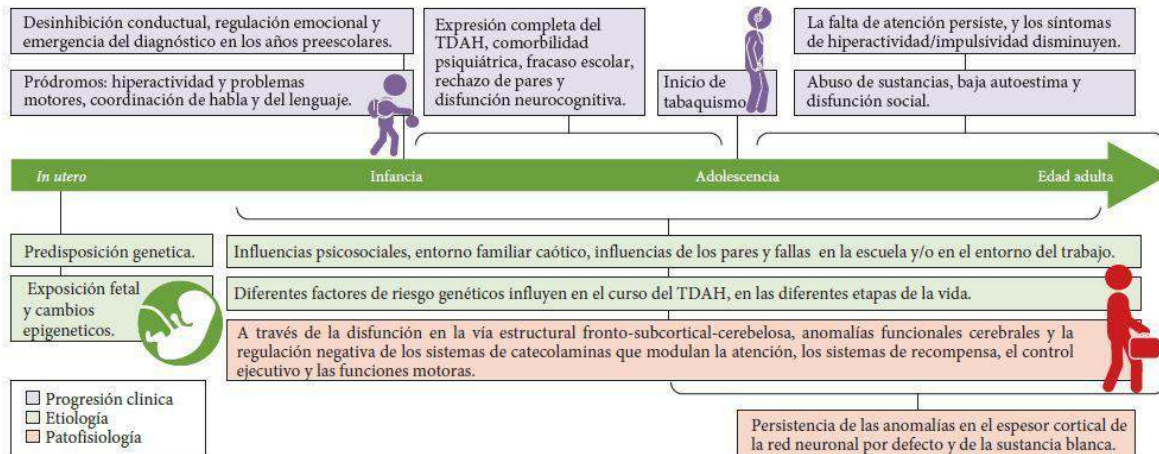 Desinhibición conductual, regulación emocional y
emergencia del diagnóstico en los años preescolares.
Pródromos: hiperactividad y problemas
motores, coordinación de habla y del lenguaje.
Expresión completa del
TDAH, comorbilidad
psiquiátrica, fracaso escolar,
rechazo de pares y
disfunción neurocognitiva.
Inicio de
tabaquismo
La falta de atención persiste, y los síntomas
de hiperactividad/impulsividad disminuyen.
Abuso de sustancias, baja autoestima y
disfunción social.
In utero
Infancia
Adolescencia
Edad adulta
Predisposición genetica.
Exposición fetal
y cambios
epigeneticos.
Influencias psicosociales, entorno familiar caótico, influencias de los pares y fallas en la escuela y/o en el entorno del trabajo.
Diferentes factores de riesgo genéticos influyen en el curso del TDAH, en las diferentes etapas de la vida.
A través de la disfunción en la vía estructural fronto-subcortical-cerebelosa, anomalías funcionales cerebrales y la
regulación negativa de los sistemas de catecolaminas que modulan la atención, los sistemas de recompensa, el control
ejecutivo y las funciones motoras.
Progresión clinica
Etiología
Patofisiología
Persistencia de las anomalías en el espesor cortical de
la red neuronal por defecto y de la sustancia blanca.